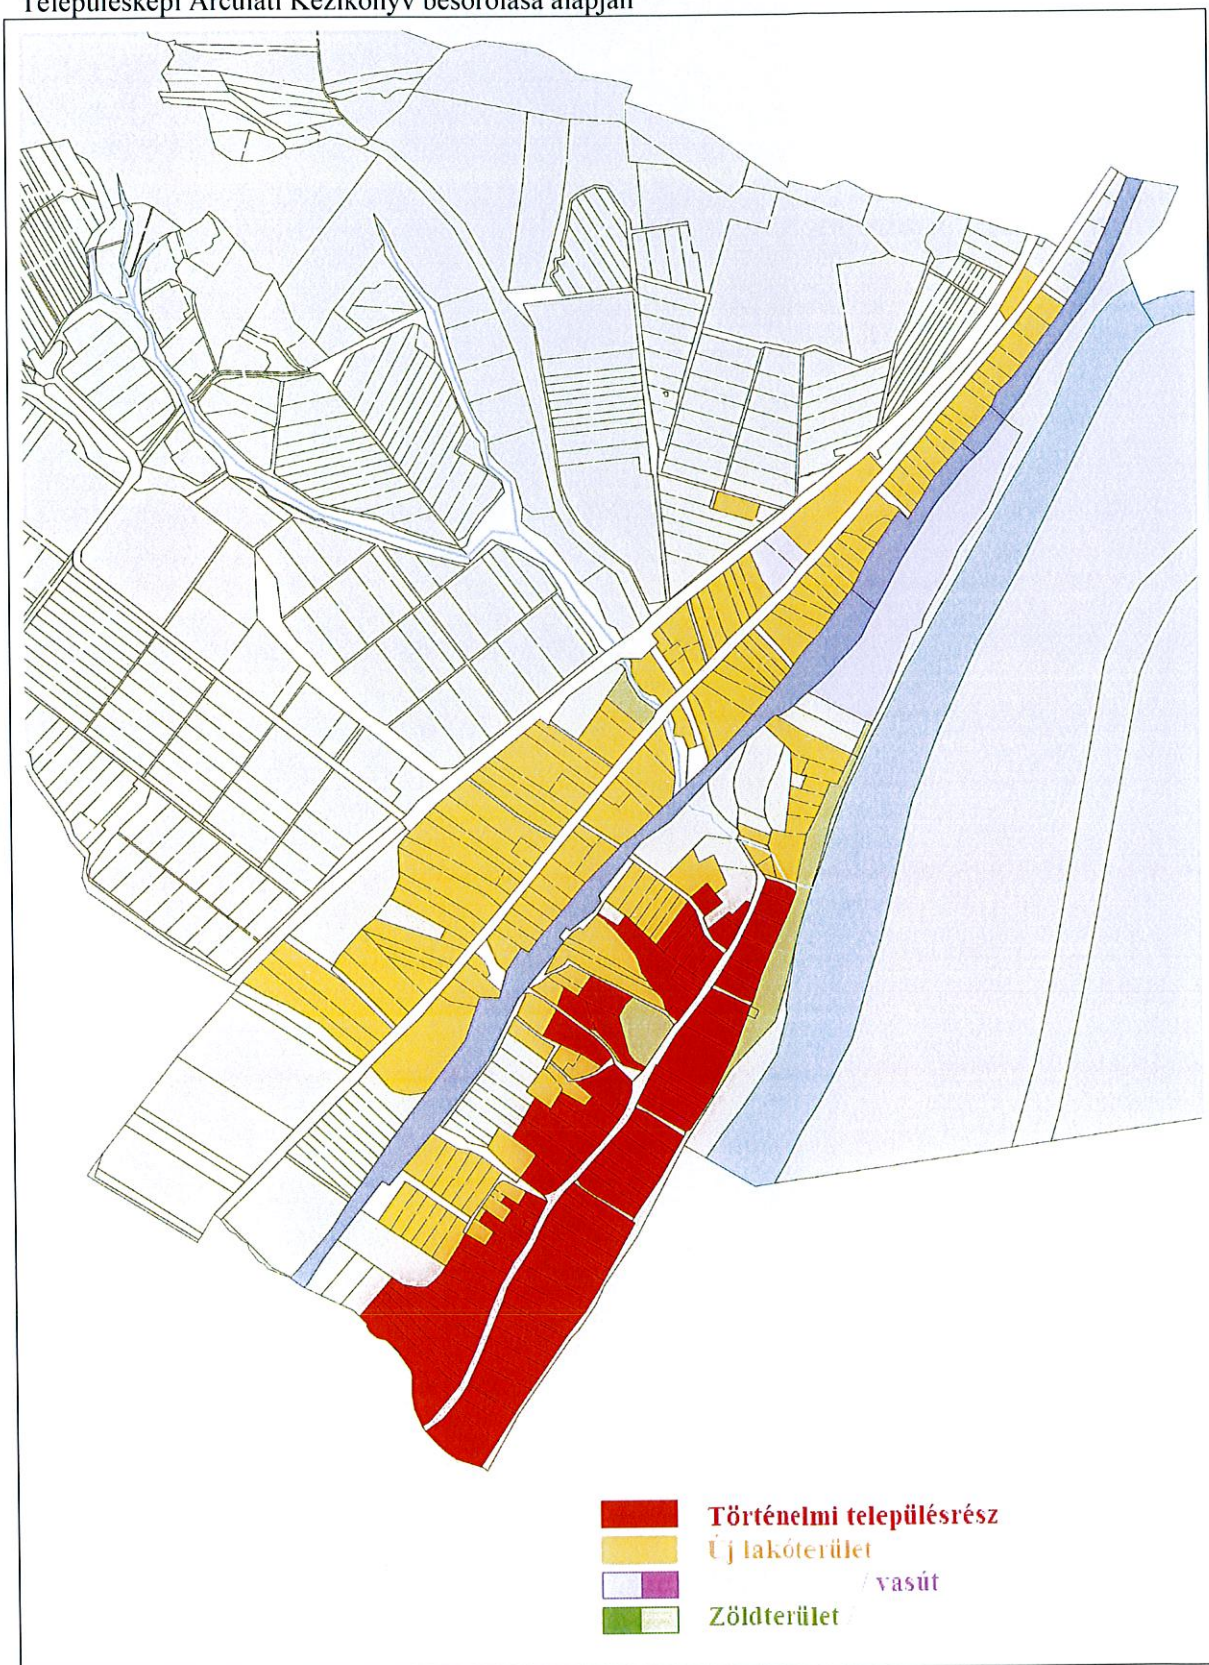 Településképi Arculati Kézikönyv besorolása alapján
Történelmi településrész
Új lakóterület
/ vasút
Zöldterület /